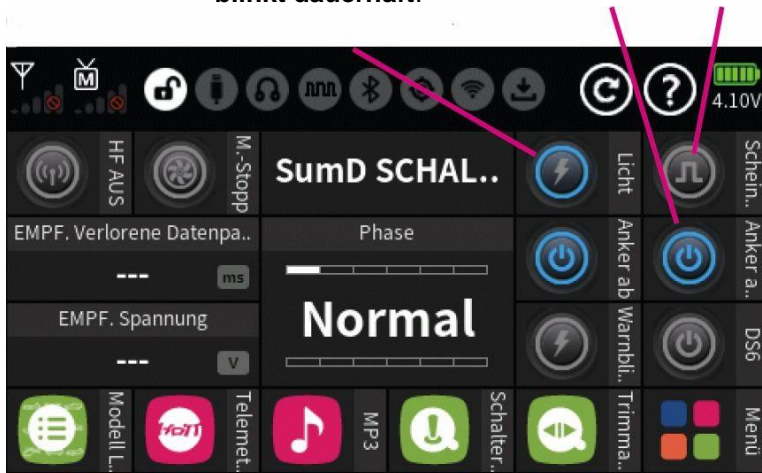 blinkt dauerhaft.
M
4.10V
HF AUS
M.-Stopp
SumD SCHAL..
Licht
Schein..
EMPF. Verlorene Datenpa..
---
ms
Phase
Normal
Anker ab
Anker a..
EMPF. Spannung
---
V
Warnbli..
DS6
Modell L..
HoTT
Telemet..
MP3
Schalter..
Trimma..
Menü